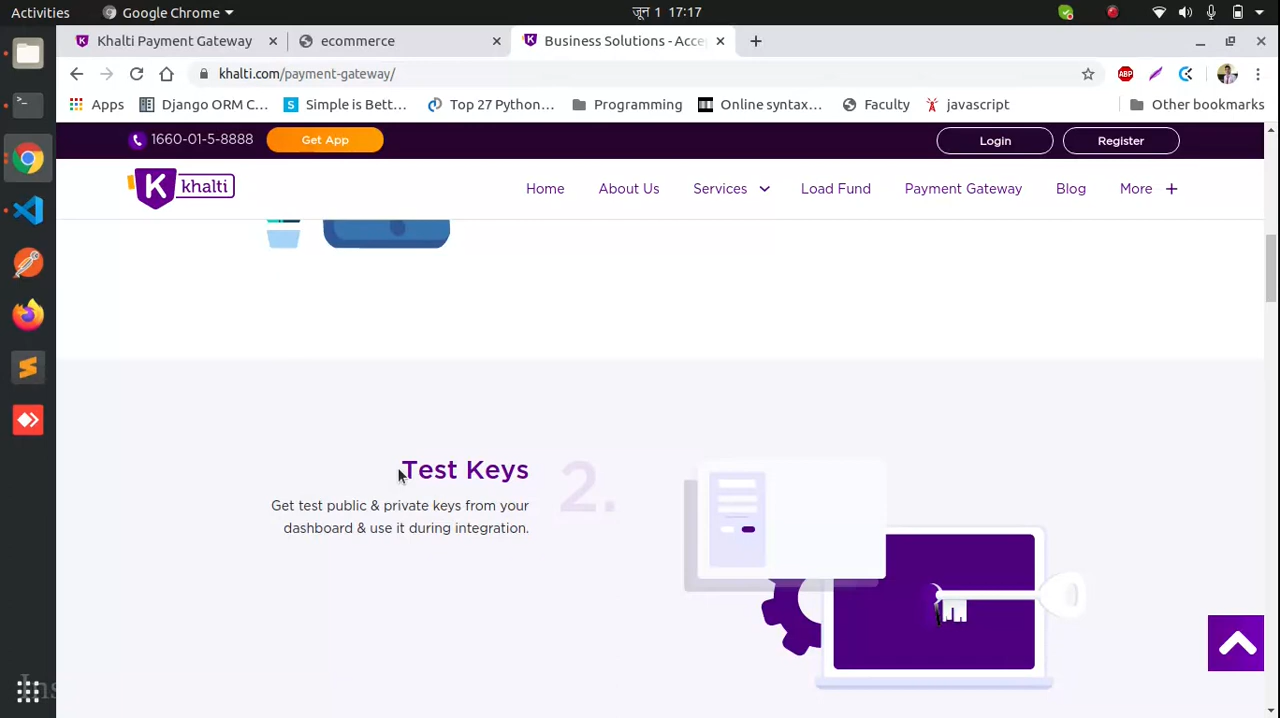 Activities
Google Chrome
जून 1 17:17
Khalti Payment Gateway
ecommerce
Business Solutions - Acce
khalti.com/payment-gateway/
ABP
Apps
Django ORM C...
S Simple is Bett...
Top 27 Python...
Programming
Online syntax...
Faculty
javascript
Other bookmarks
1660-01-5-8888
Get App
Login
Register
K khalti
Home
About Us
Services
Load Fund
Payment Gateway
Blog
More
Test Keys
2.
Get test public & private keys from your
dashboard & use it during integration.